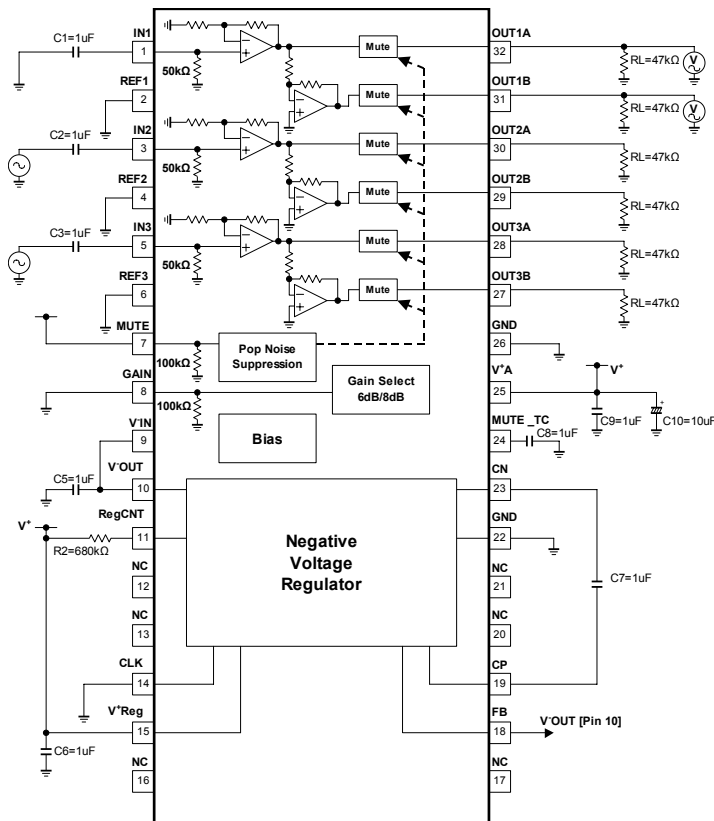 C1=1uF
IN1
1
50kΩ
REF1
2
C2=1uF
IN2
3
50kΩ
REF2
4
C3=1uF
IN3
5
50kΩ
REF3
6
MUTE
7
100kΩ
Pop Noise
Suppression
GAIN
8
100kΩ
Gain Select
6dB/8dB
V-IN
9
Bias
C5=1uF
V-OUT
10
V+
RegCNT
R2=680kΩ
11
Negative
Voltage
Regulator
NC
12
NC
13
CLK
14
V+Reg
15
C6=1uF
NC
16
Mute
Mute
Mute
Mute
Mute
Mute
OUT1A
32
RL=47kΩ
V
OUT1B
31
RL=47kΩ
V
OUT2A
30
RL=47kΩ
OUT2B
29
RL=47kΩ
OUT3A
28
RL=47kΩ
OUT3B
27
RL=47kΩ
GND
26
V+A
V+
25
C9=1uF
+
C10=10uF
MUTE_TC
24
C8=1uF
CN
23
GND
22
C7=1uF
NC
21
NC
20
CP
19
FB
18
V-OUT [Pin 10]
NC
17